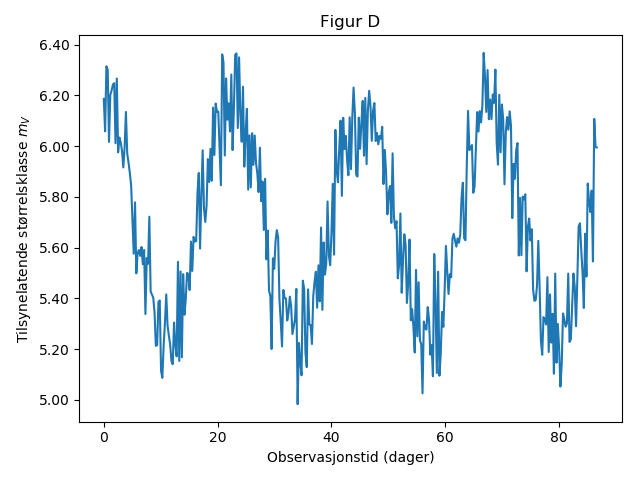 Figur D
6.40
6.20
6.00
5.80
5.60
5.40
5.20
5.00
Tilsynelatende størrelsesklasse m_V
0 20 40 60 80
Observasjonstid (dager)